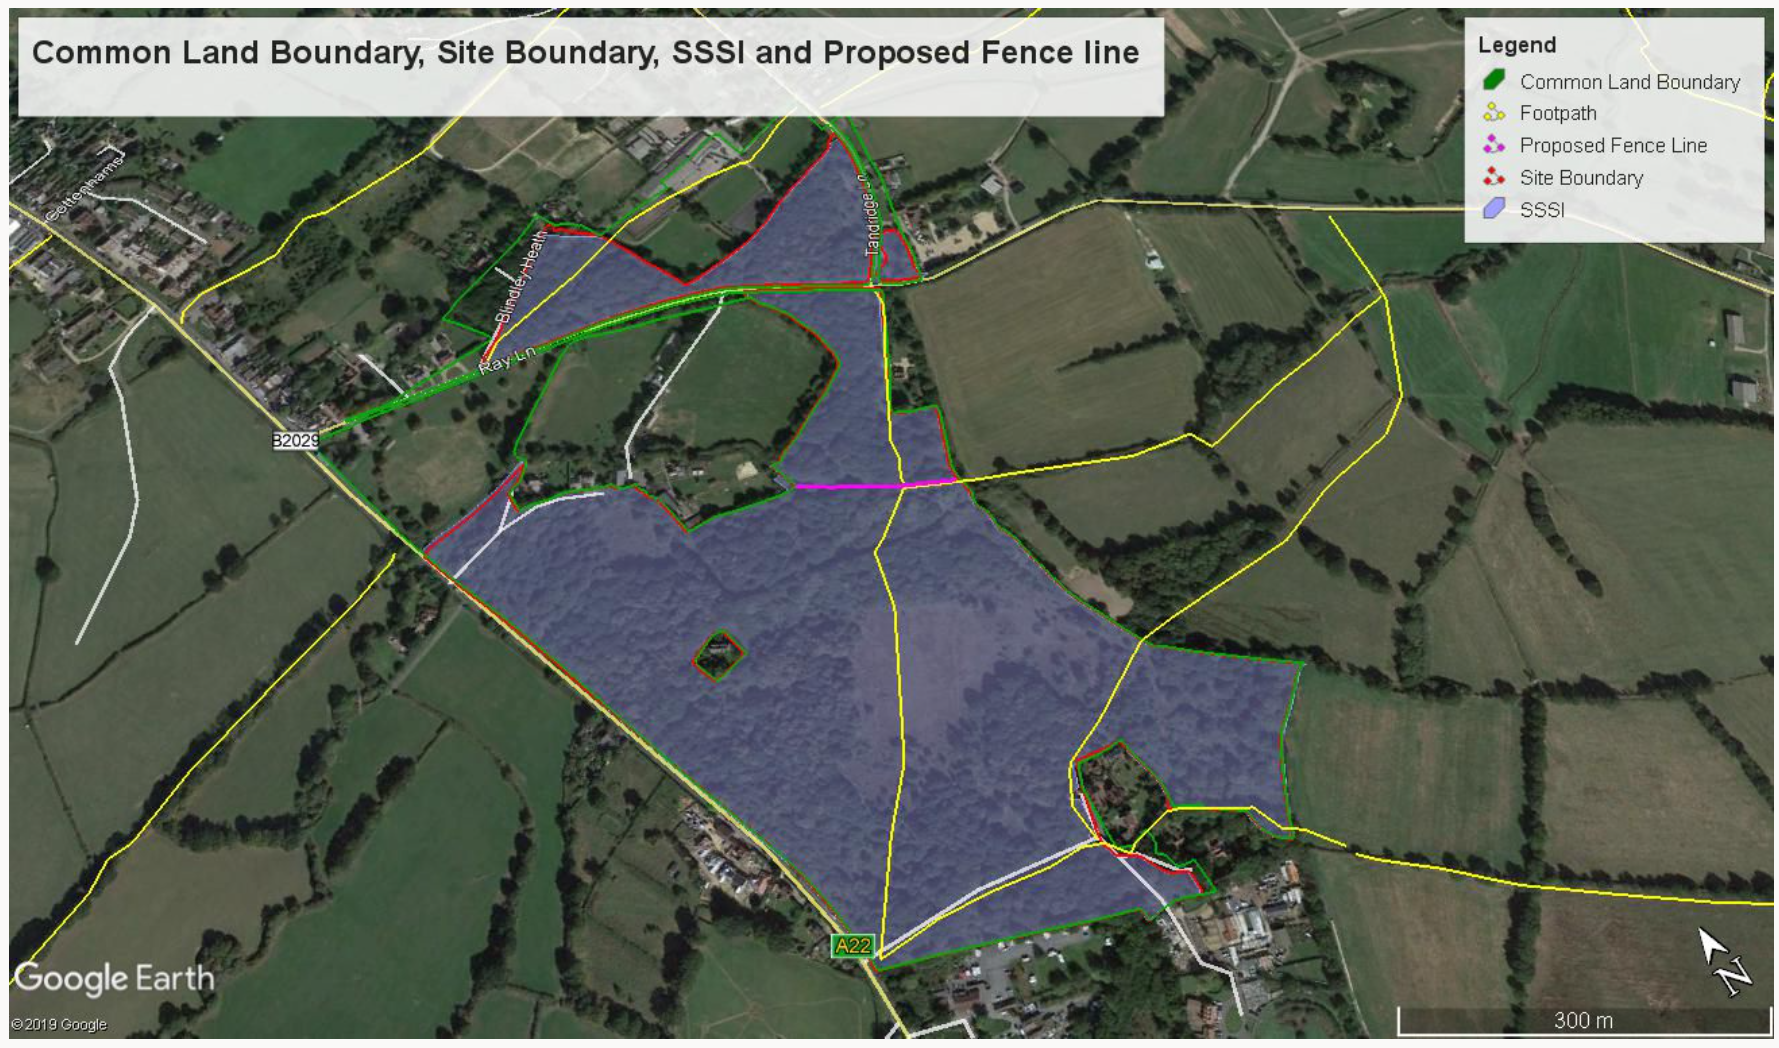 Common Land Boundary, Site Boundary, SSSI and Proposed Fence line
Legend
Common Land Boundary
Footpath
Proposed Fence Line
Site Boundary
SSSI
Cottenhams
Blindley Heath
Tandridge
Ray Ln
B2029
A22
Google Earth
©2019 Google
N
300 m